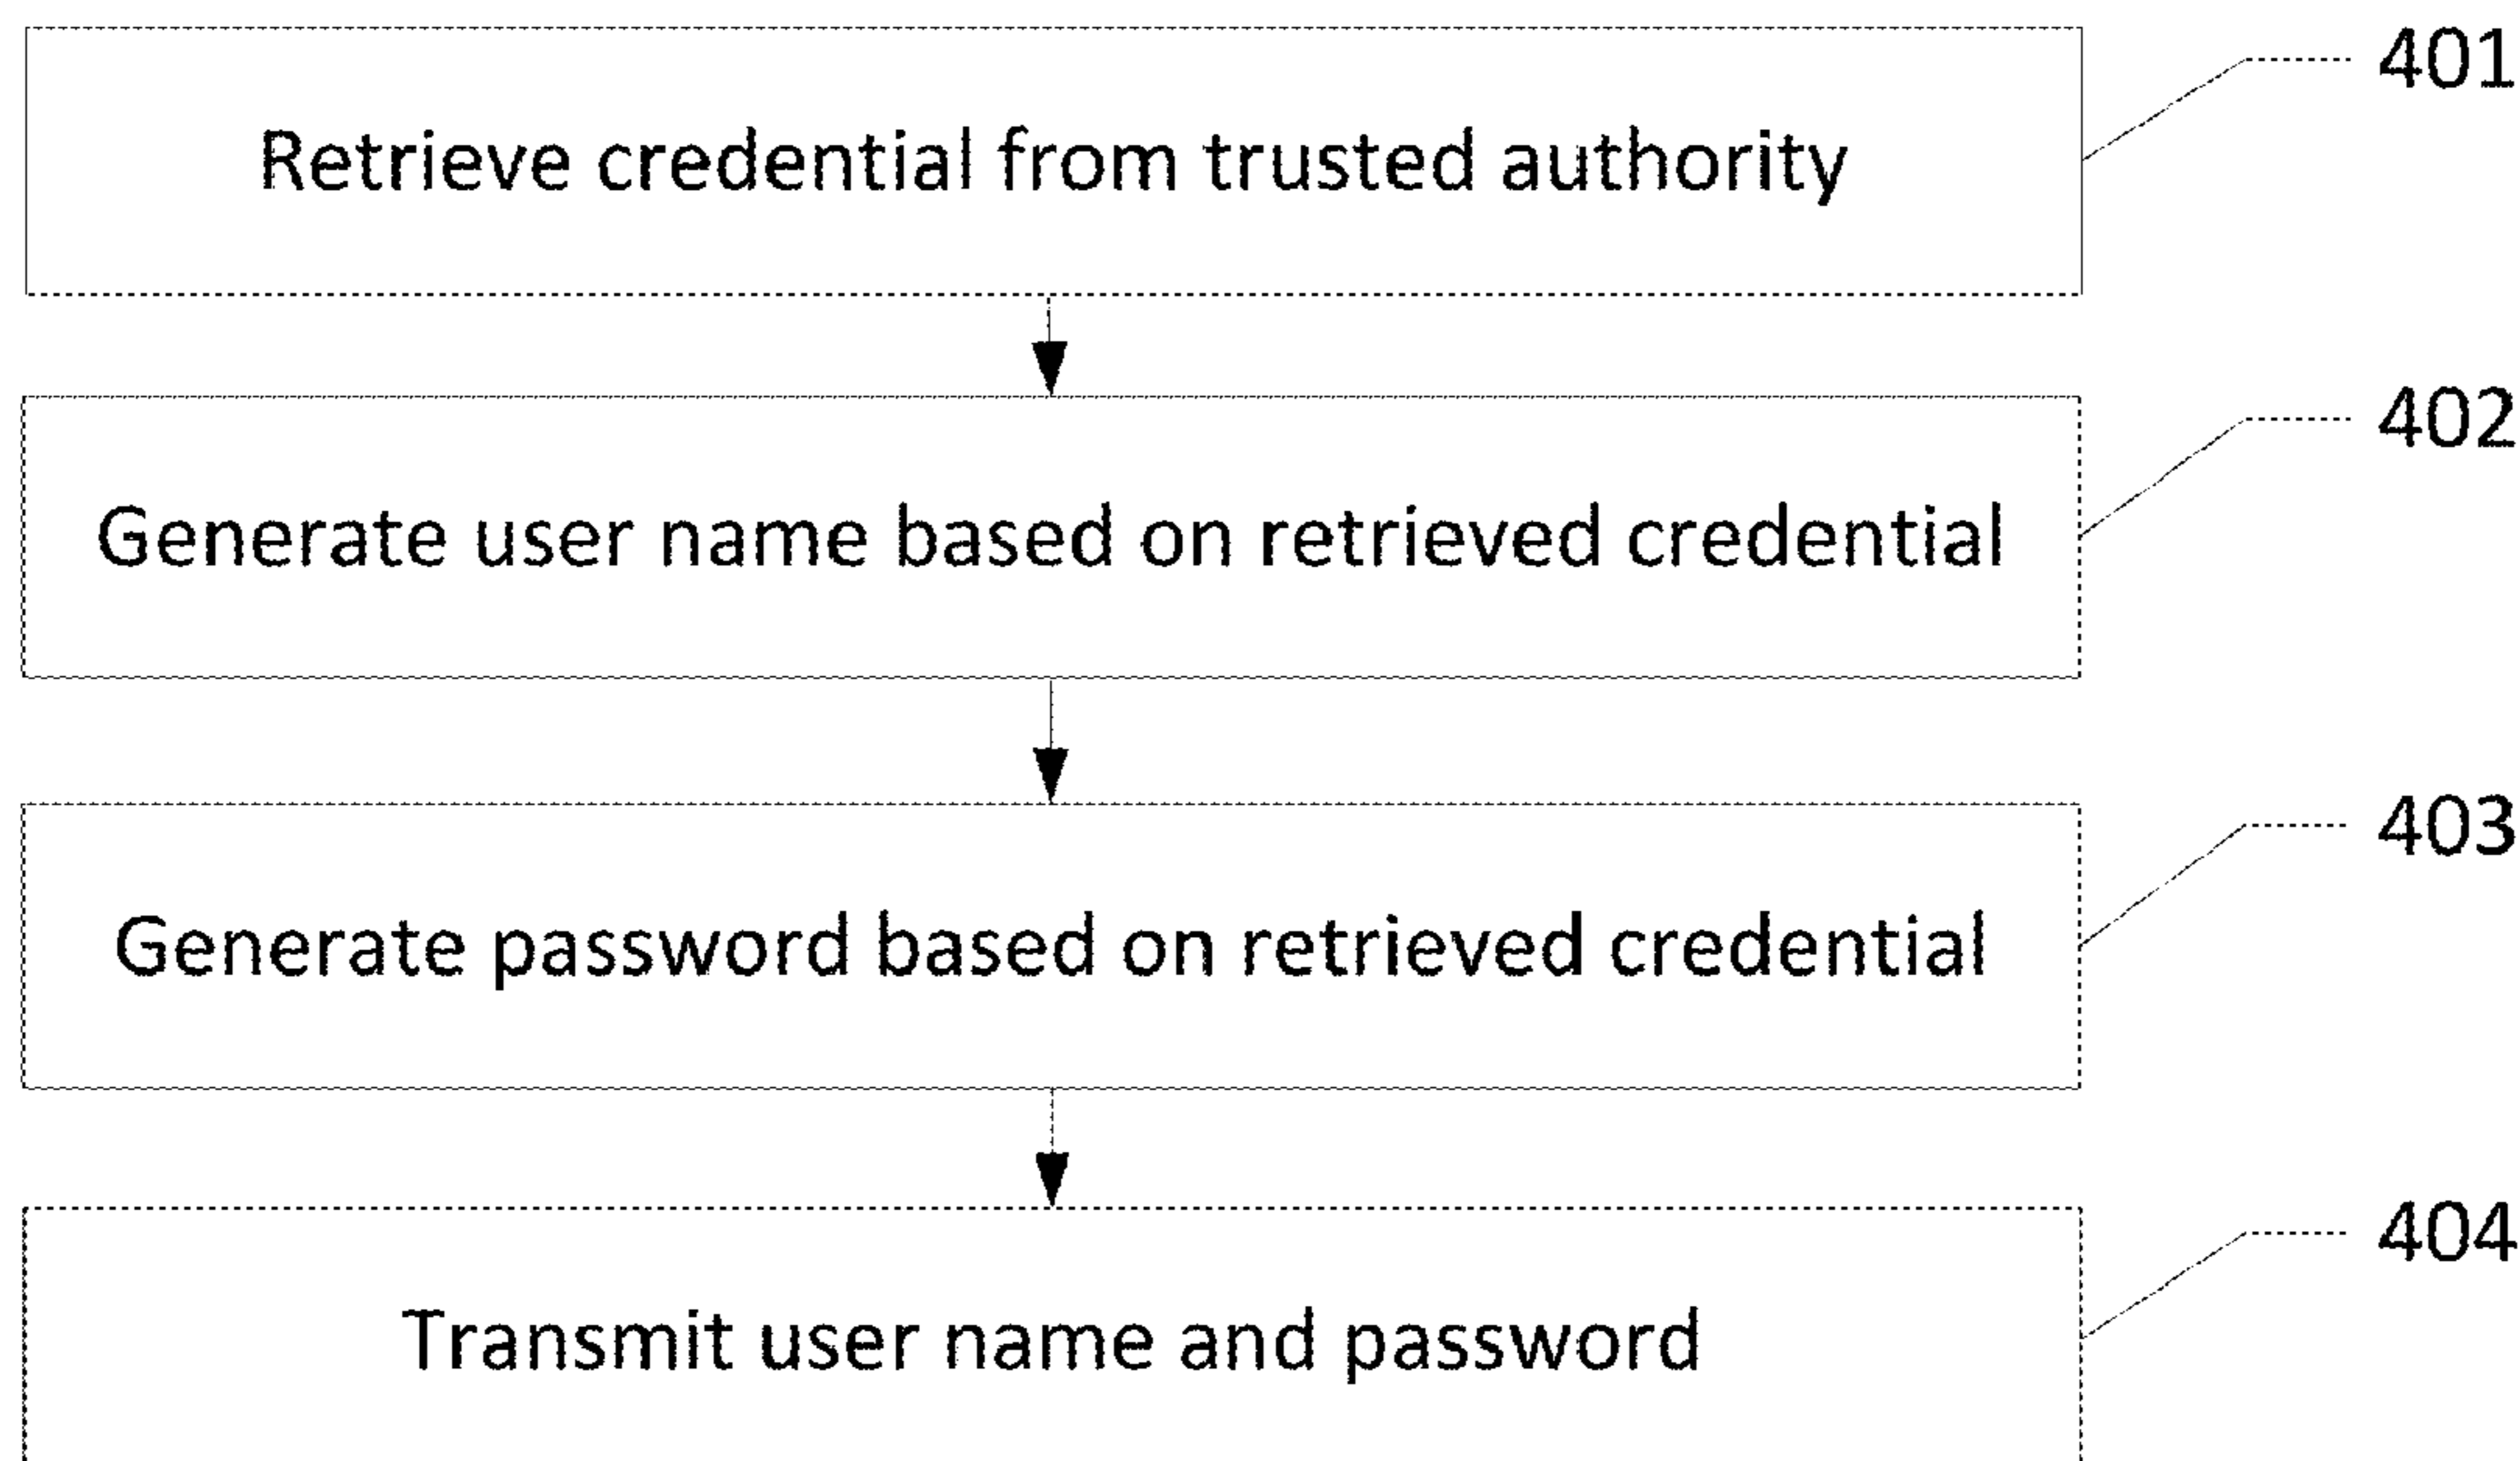 401
Retrieve credential from trusted authority
402
Generate user name based on retrieved credential
403
Generate password based on retrieved credential
404
Transmit user name and password